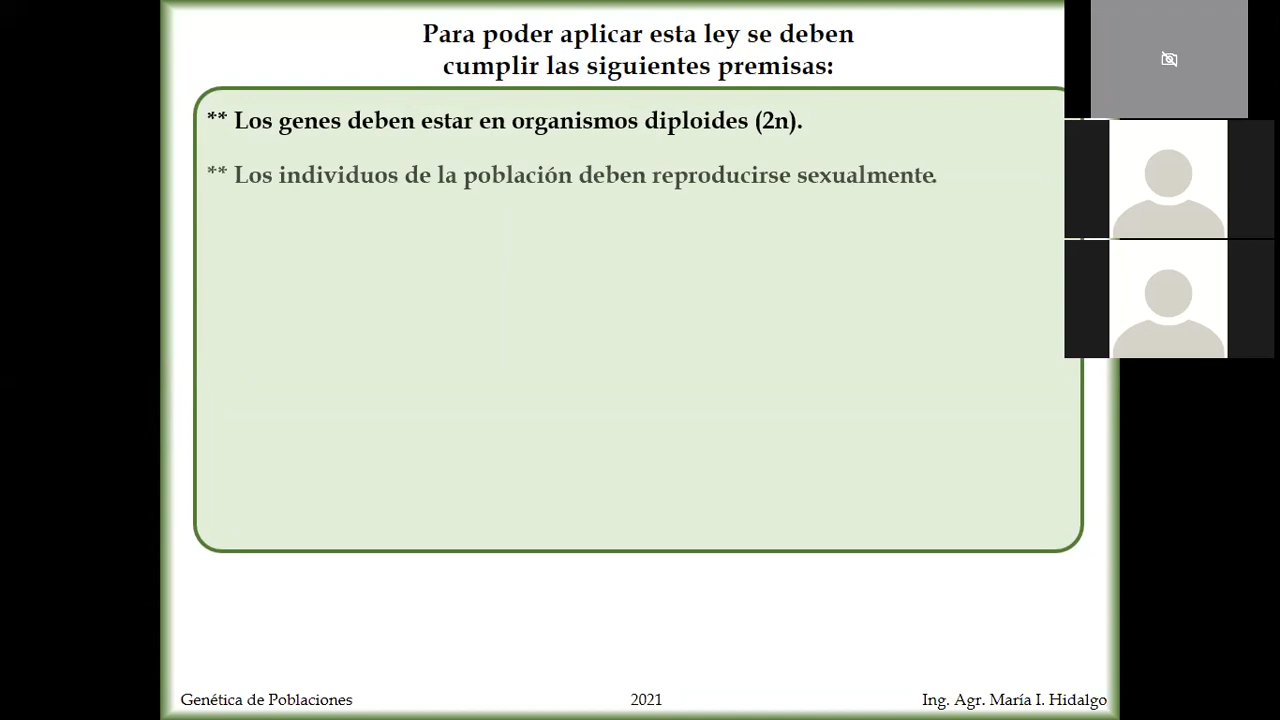 Para poder aplicar esta ley se deben
cumplir las siguientes premisas:
** Los genes deben estar en organismos diploides (2n).
** Los individuos de la población deben reproducirse sexualmente.
Genética de Poblaciones
2021
Ing. Agr. María I. Hidalgo